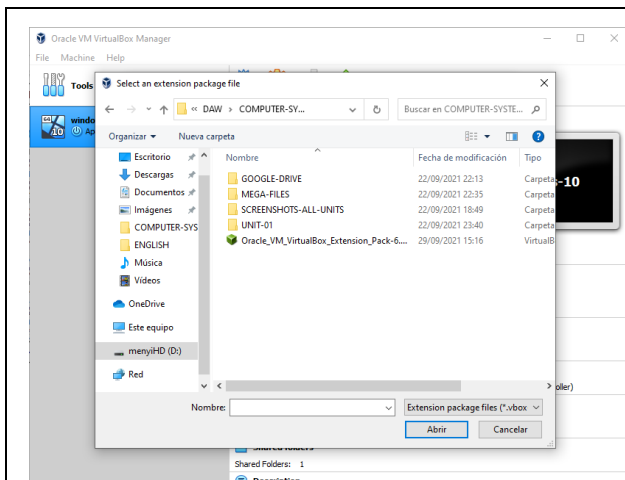 Oracle VM VirtualBox Manager
File Machine Help
Tools
Select an extension package file
« DAW › COMPUTER-SY...
Buscar en COMPUTER-SYSTE...
Organizar
Nueva carpeta
Escritorio
Descargas
Documentos
Imágenes
COMPUTER-SYS
ENGLISH
Música
Vídeos
OneDrive
Este equipo
menyiHD (D:)
Red
Nombre Fecha de modificación Tipo
GOOGLE-DRIVE 22/09/2021 22:13 Carpeta
MEGA-FILES 22/09/2021 22:35 Carpeta
SCREENSHOTS-ALL-UNITS 22/09/2021 18:49 Carpeta
UNIT-01 22/09/2021 23:40 Carpeta
Oracle_VM_VirtualBox_Extension_Pack-6.... 29/09/2021 15:16 VirtualB
Nombre:
Extension package files (*.vbox
Abrir Cancelar
64
10
windo
Ap
-10
oller)
Shared Folders: 1